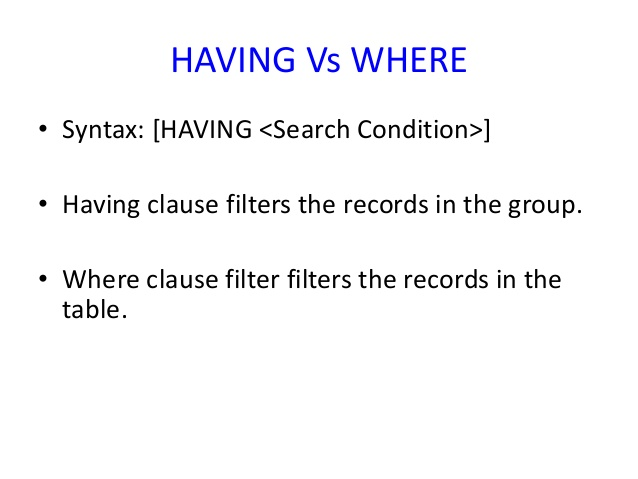 HAVING Vs WHERE
• Syntax: [HAVING <Search Condition>]
• Having clause filters the records in the group.
• Where clause filter filters the records in the
table.